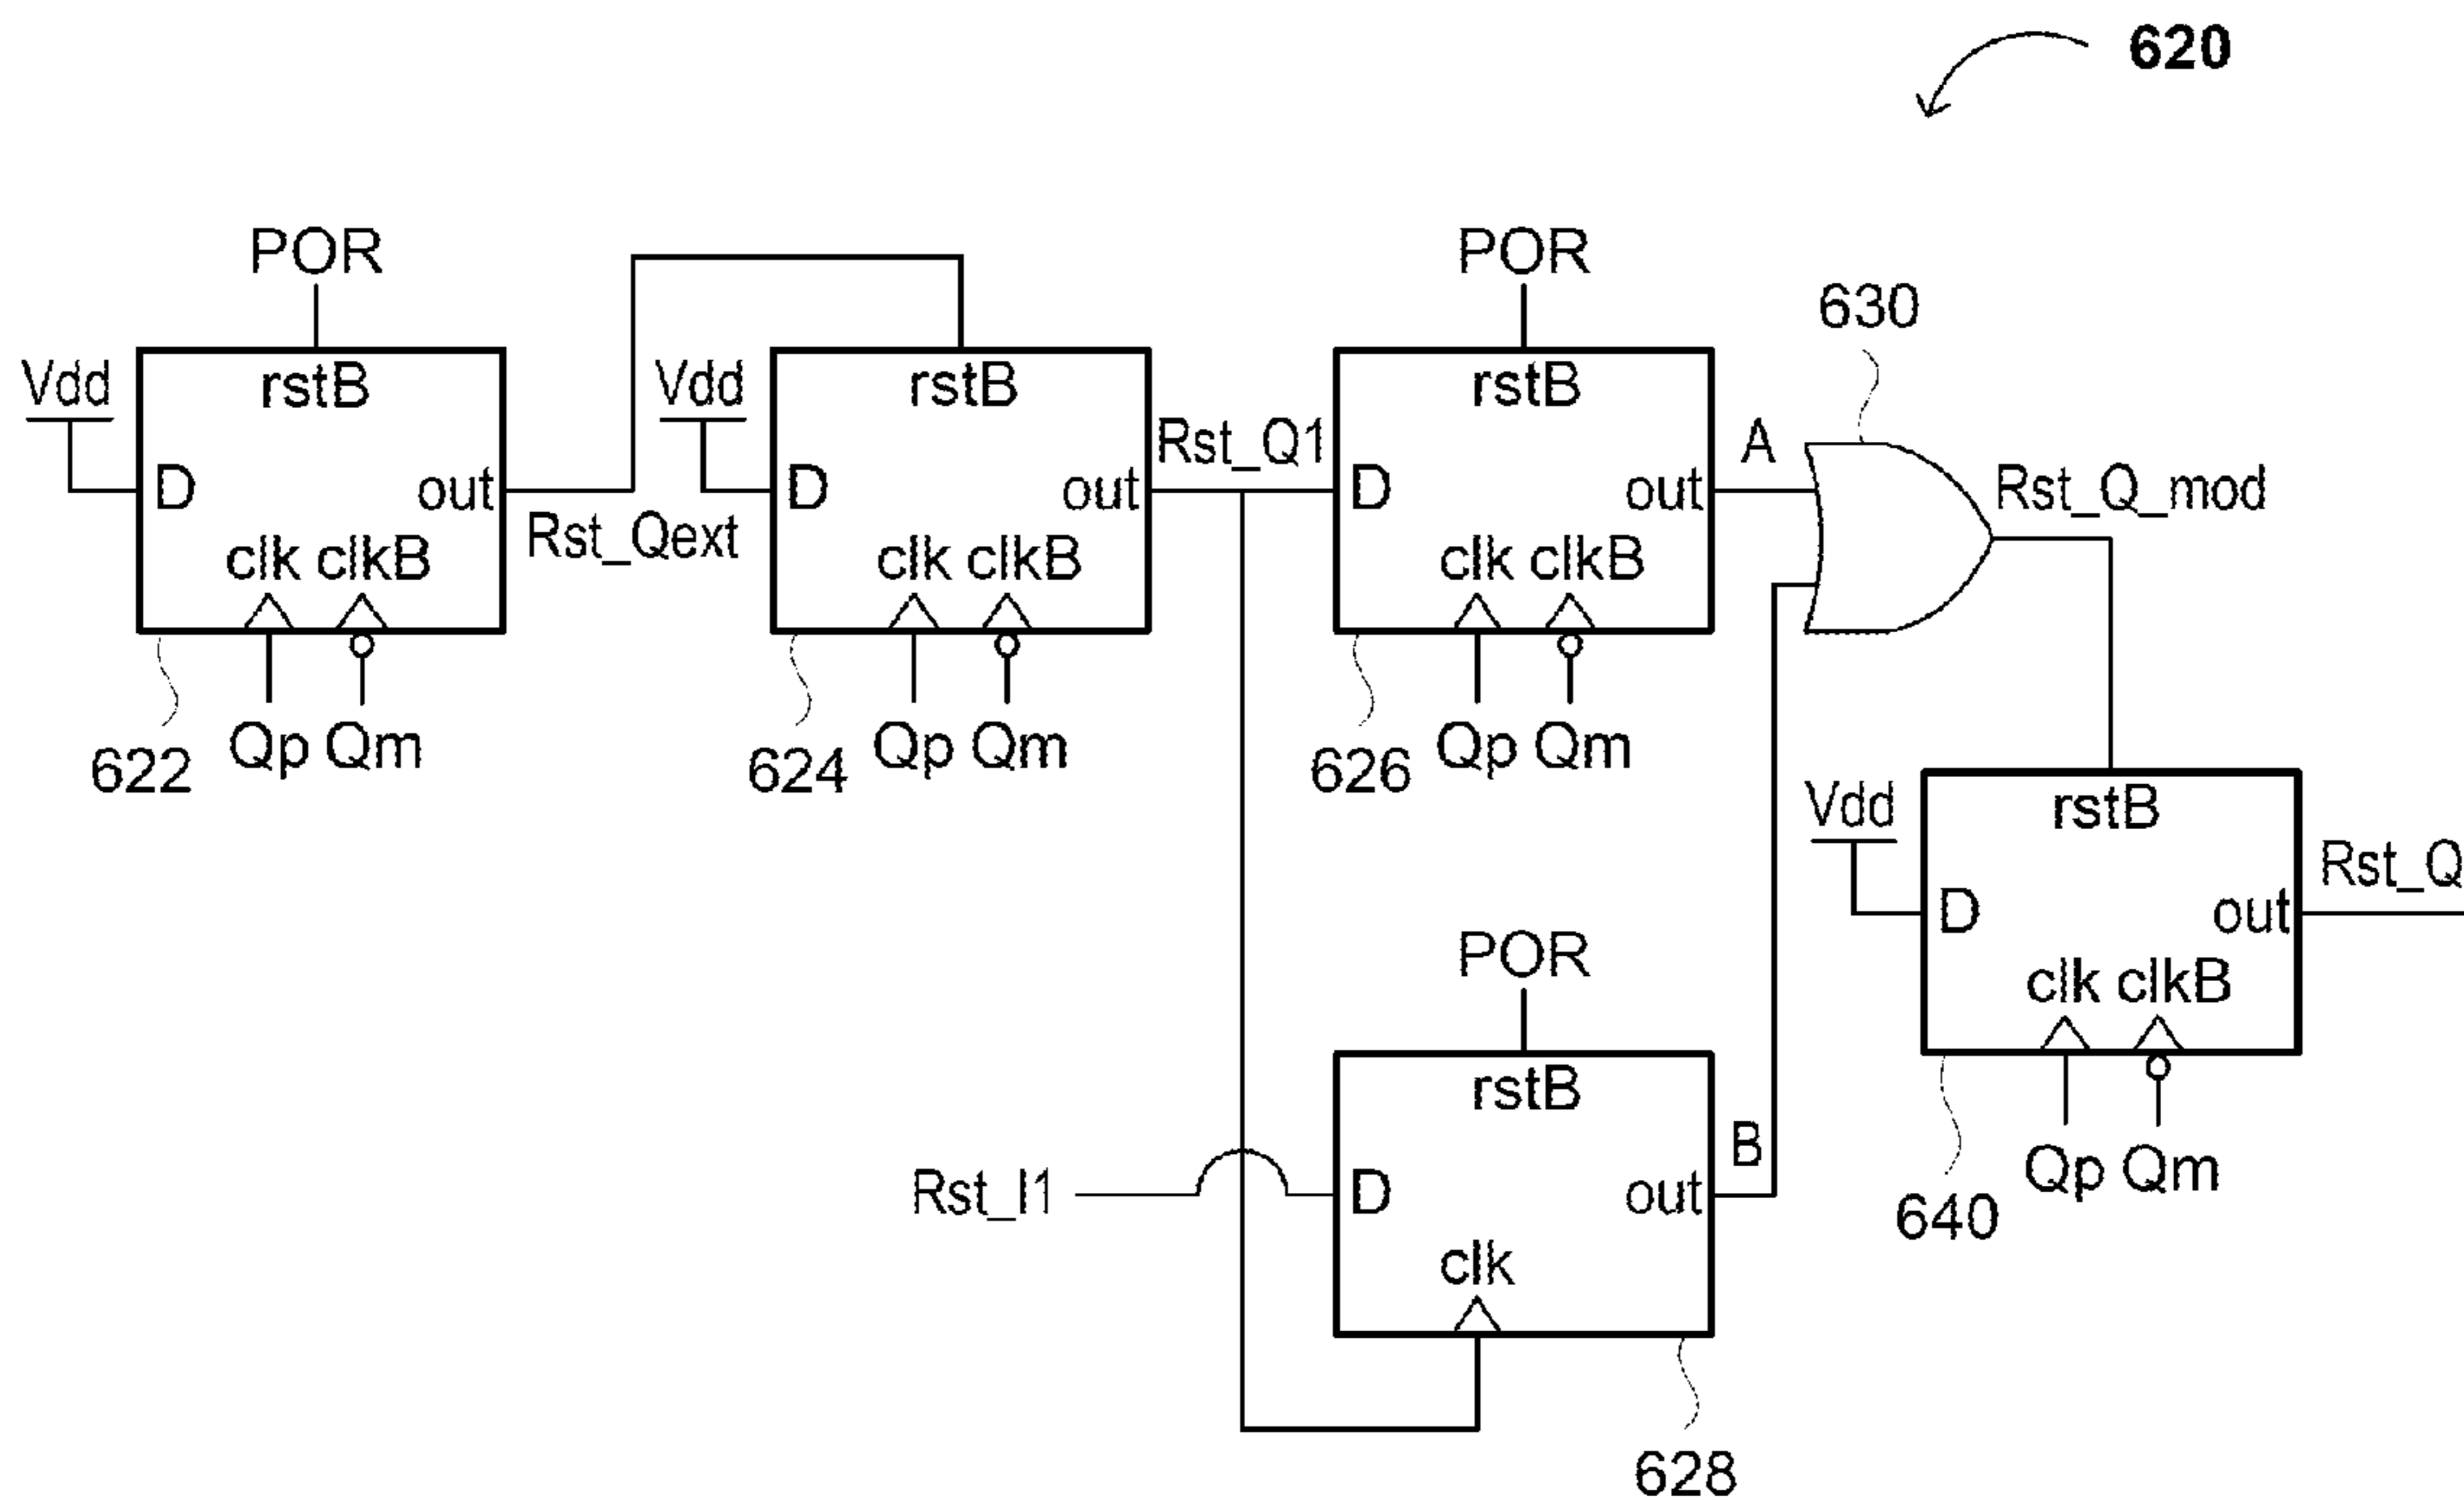 620
POR
Vdd
rstB
D
out
clk clkB
Qp Qm
622
Rst_Qext
Vdd
rstB
D
out
clk clkB
Qp Qm
624
Rst_Q1
POR
rstB
D
out
clk clkB
Qp Qm
626
A
630
Rst_Q_mod
POR
rstB
Rst_I1
D
out
clk
628
B
Vdd
rstB
D
out
clk clkB
Qp Qm
640
Rst_Q